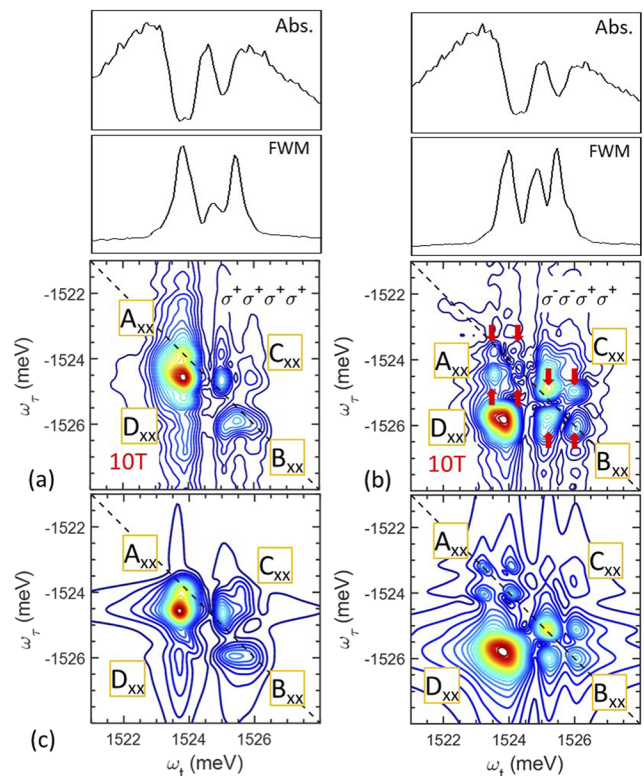 Abs.
FWM
-1521
-1522
-1524
-1526
ω_τ (meV)
A_xx
σ⁺σ⁺σ⁺σ⁺
C_xx
D_xx
B_xx
10T
(a)
-1522
-1524
-1526
ω_τ (meV)
A_xx
C_xx
D_xx
B_xx
(c)
1522
1524
1526
ω_t (meV)
Abs.
FWM
-1522
-1524
-1526
ω_τ (meV)
σ⁻σ⁻σ⁺σ⁺
A_xx
C_xx
D_xx
B_xx
10T
(b)
-1522
-1524
-1526
ω_τ (meV)
A_xx
C_xx
D_xx
B_xx
1522
1524
1526
ω_t (meV)